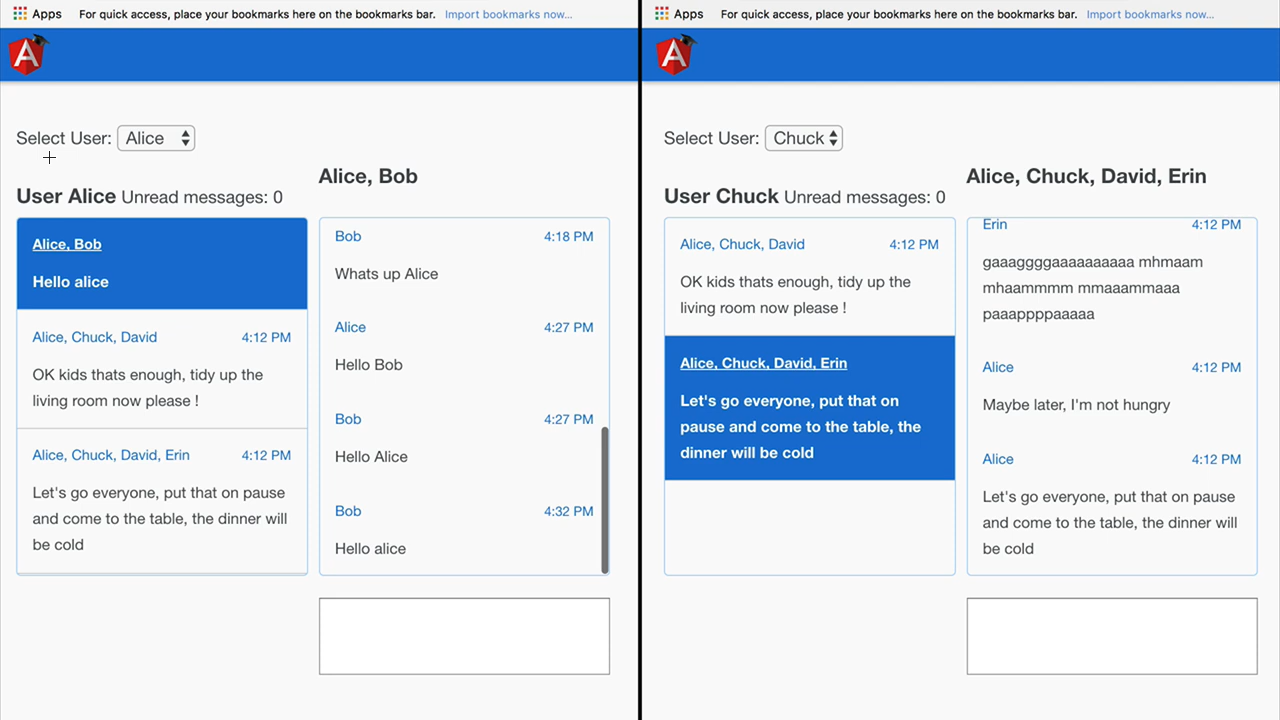 Apps For quick access, place your bookmarks here on the bookmarks bar. Import bookmarks now...
A
Select User: Alice
User Alice Unread messages: 0
Alice, Bob
Hello alice
Alice, Chuck, David 4:12 PM
OK kids thats enough, tidy up the
living room now please !
Alice, Chuck, David, Erin 4:12 PM
Let's go everyone, put that on pause
and come to the table, the dinner will
be cold
Alice, Bob
Bob 4:18 PM
Whats up Alice
Alice 4:27 PM
Hello Bob
Bob 4:27 PM
Hello Alice
Bob 4:32 PM
Hello alice
Apps For quick access, place your bookmarks here on the bookmarks bar. Import bookmarks now...
A
Select User: Chuck
User Chuck Unread messages: 0
Alice, Chuck, David 4:12 PM
OK kids thats enough, tidy up the
living room now please !
Alice, Chuck, David, Erin
Let's go everyone, put that on
pause and come to the table, the
dinner will be cold
Alice, Chuck, David, Erin
Erin 4:12 PM
gaaaggggaaaaaaaaaa mhmaam
mhaammmm mmaaammaaa
paaappppaaaaa
Alice 4:12 PM
Maybe later, I'm not hungry
Alice 4:12 PM
Let's go everyone, put that on pause
and come to the table, the dinner will
be cold